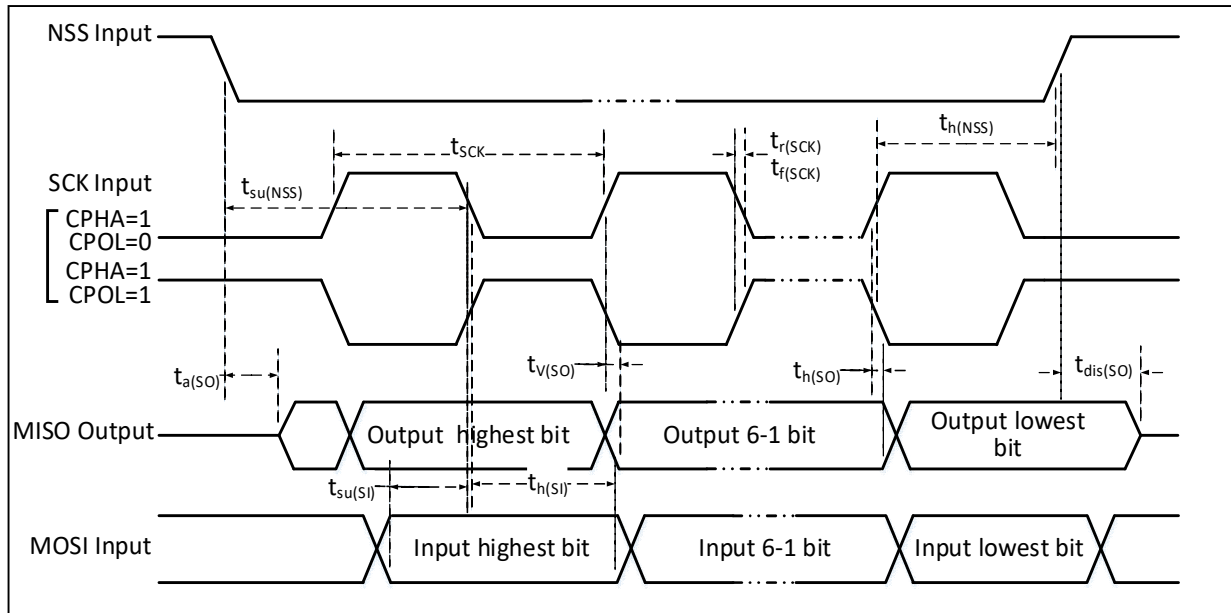 NSS Input
t_SCK
t_r(SCK)
t_f(SCK)
t_h(NSS)
SCK Input
t_su(NSS)
CPHA=1
CPOL=0
CPHA=1
CPOL=1
t_a(SO)
t_V(SO)
t_h(SO)
t_dis(SO)
MISO Output
Output highest bit
Output 6-1 bit
Output lowest
bit
t_su(SI)
t_h(SI)
MOSI Input
Input highest bit
Input 6-1 bit
Input lowest bit